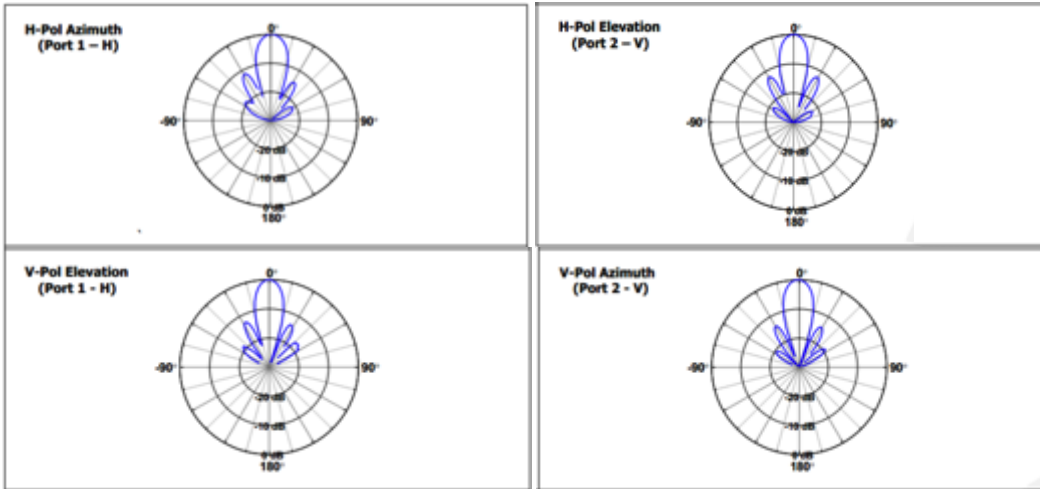 H-Pol Azimuth
(Port 1 – H)
0°
-90°
90°
-20 dB
-10 dB
0 dB
180°
H-Pol Elevation
(Port 2 – V)
0°
-90°
90°
-20 dB
-10 dB
0 dB
180°
V-Pol Elevation
(Port 1 - H)
0°
-90°
90°
-20 dB
-10 dB
0 dB
180°
V-Pol Azimuth
(Port 2 - V)
0°
-90°
90°
-20 dB
-10 dB
0 dB
180°